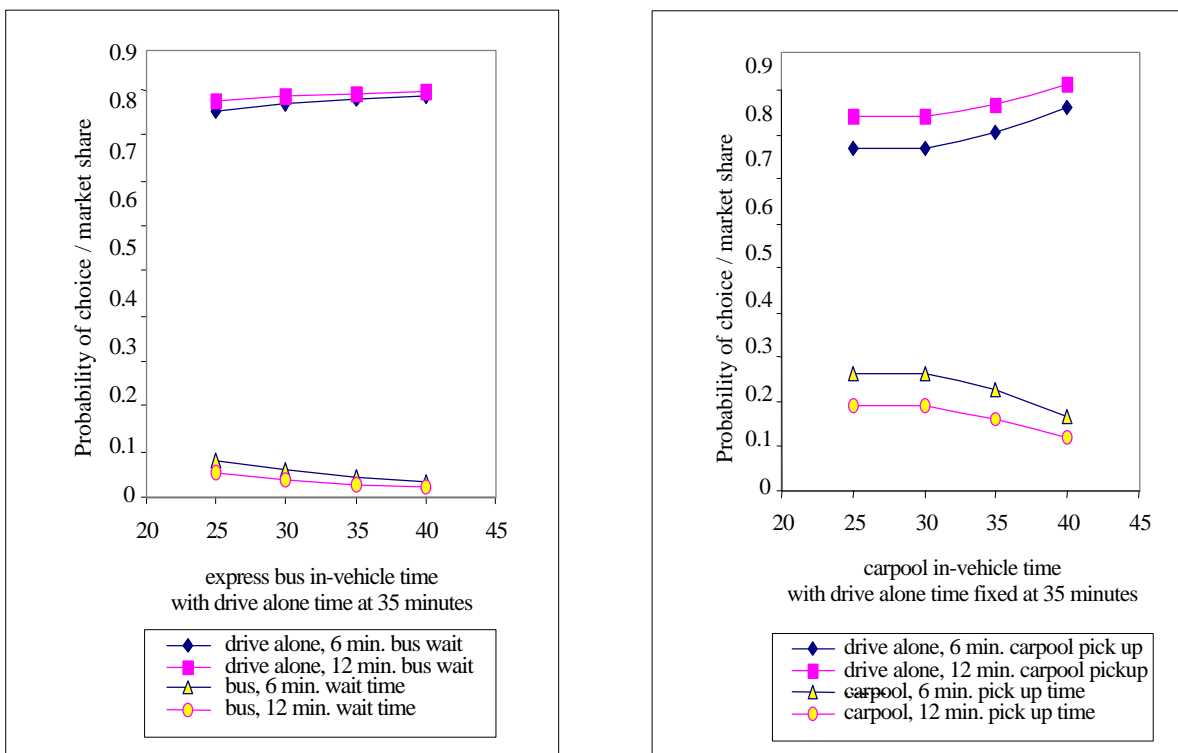 Probability of choice / market share
0.9
0.8
0.7
0.6
0.5
0.4
0.3
0.2
0.1
0
20 25 30 35 40 45
express bus in-vehicle time
with drive alone time at 35 minutes
drive alone, 6 min. bus wait
drive alone, 12 min. bus wait
bus, 6 min. wait time
bus, 12 min. wait time
Probability of choice / market share
0.9
0.8
0.7
0.6
0.5
0.4
0.3
0.2
0.1
0
20 25 30 35 40 45
carpool in-vehicle time
with drive alone time fixed at 35 minutes
drive alone, 6 min. carpool pick up
drive alone, 12 min. carpool pickup
carpool, 6 min. pick up time
carpool, 12 min. pick up time